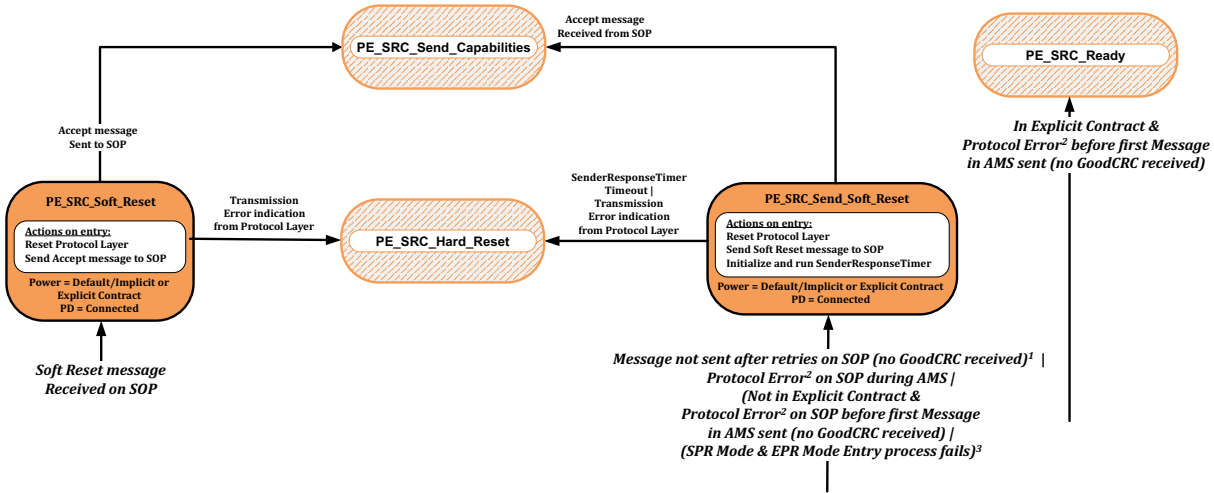 Accept message
Received from SOP
PE_SRC_Send_Capabilities
PE_SRC_Ready
Accept message
Sent to SOP
In Explicit Contract &
Protocol Error² before first Message
in AMS sent (no GoodCRC received)
PE_SRC_Soft_Reset
Actions on entry:
Reset Protocol Layer
Send Accept message to SOP
Power = Default/Implicit or
Explicit Contract
PD = Connected
Transmission
Error indication
from Protocol Layer
PE_SRC_Hard_Reset
SenderResponseTimer
Timeout |
Transmission
Error indication
from Protocol Layer
PE_SRC_Send_Soft_Reset
Actions on entry:
Reset Protocol Layer
Send Soft Reset message to SOP
Initialize and run SenderResponseTimer
Power = Default/Implicit or Explicit Contract
PD = Connected
Soft Reset message
Received on SOP
Message not sent after retries on SOP (no GoodCRC received)¹ |
Protocol Error² on SOP during AMS |
(Not in Explicit Contract &
Protocol Error² on SOP before first Message
in AMS sent (no GoodCRC received) |
(SPR Mode & EPR Mode Entry process fails)³